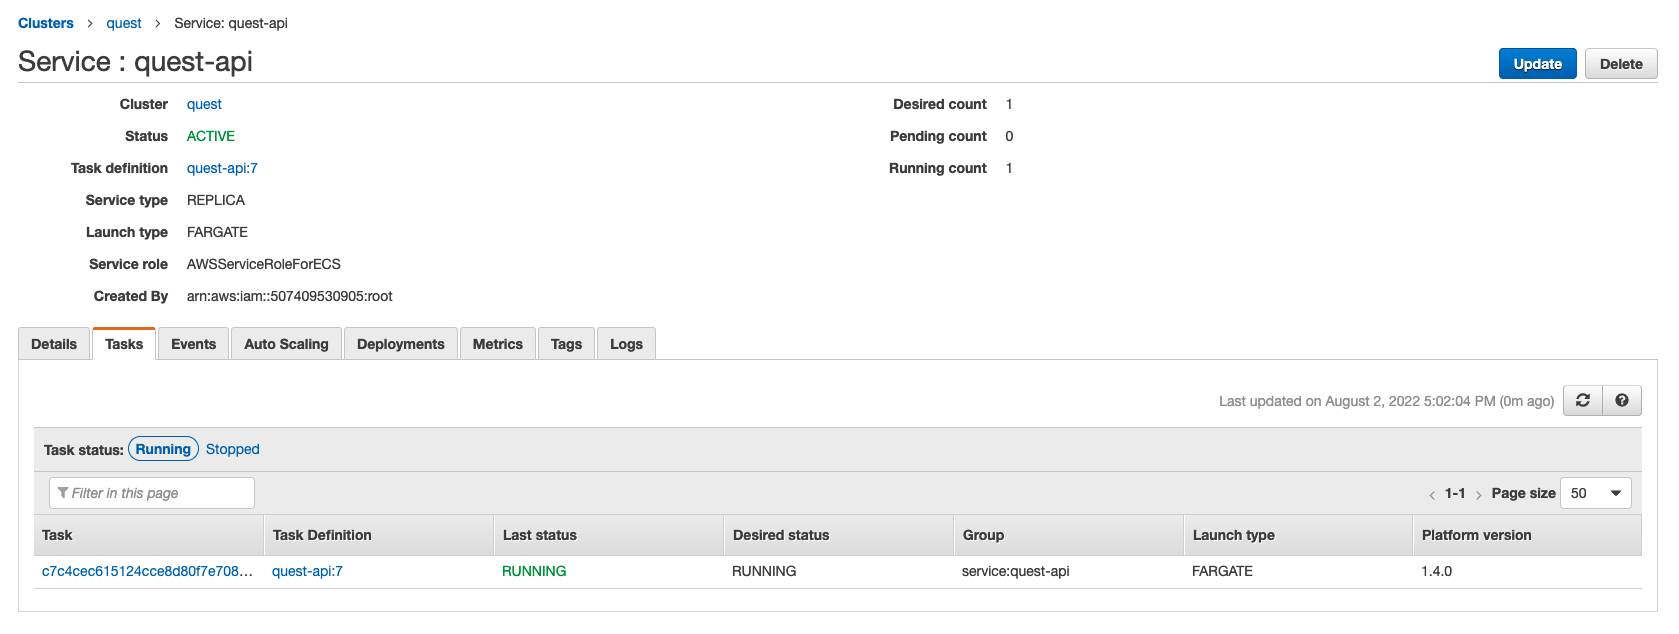 Clusters > quest > Service: quest-api
Service : quest-api
Update Delete
Cluster quest Desired count 1
Status ACTIVE Pending count 0
Task definition quest-api:7 Running count 1
Service type REPLICA
Launch type FARGATE
Service role AWSServiceRoleForECS
Created By arn:aws:iam::507409530905:root
Details Tasks Events Auto Scaling Deployments Metrics Tags Logs
Last updated on August 2, 2022 5:02:04 PM (0m ago)
Task status: Running Stopped
Filter in this page < 1-1 > Page size 50
Task Task Definition Last status Desired status Group Launch type Platform version
c7c4cec615124cce8d80f7e708... quest-api:7 RUNNING RUNNING service:quest-api FARGATE 1.4.0